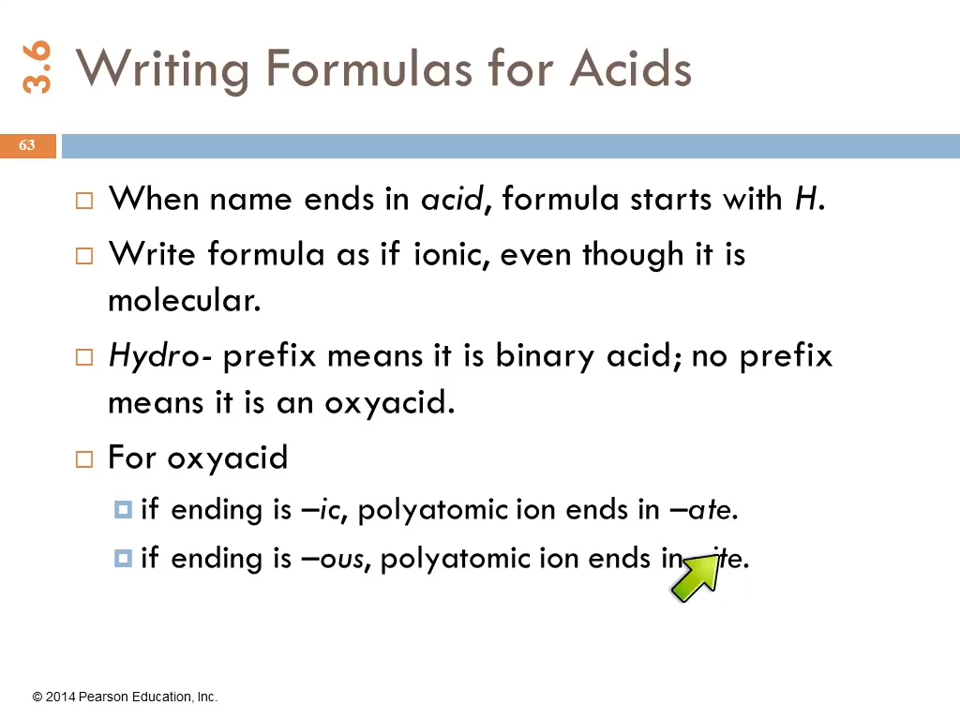 3.6
Writing Formulas for Acids
63
When name ends in acid, formula starts with H.
Write formula as if ionic, even though it is
molecular.
Hydro- prefix means it is binary acid; no prefix
means it is an oxyacid.
For oxyacid
if ending is –ic, polyatomic ion ends in –ate.
if ending is –ous, polyatomic ion ends in –ite.
© 2014 Pearson Education, Inc.